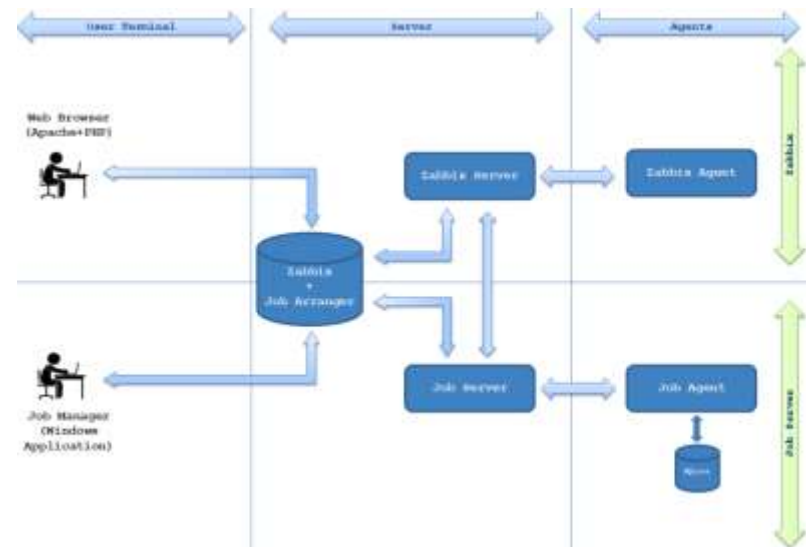 User Terminal
Server
Agents
Web Browser
(Apache+PHP)
Zabbix Server
Zabbix Agent
Zabbix
Zabbix
+
Job Arranger
Job Server
Job Agent
Job Server
Job Manager
(Windows
Application)